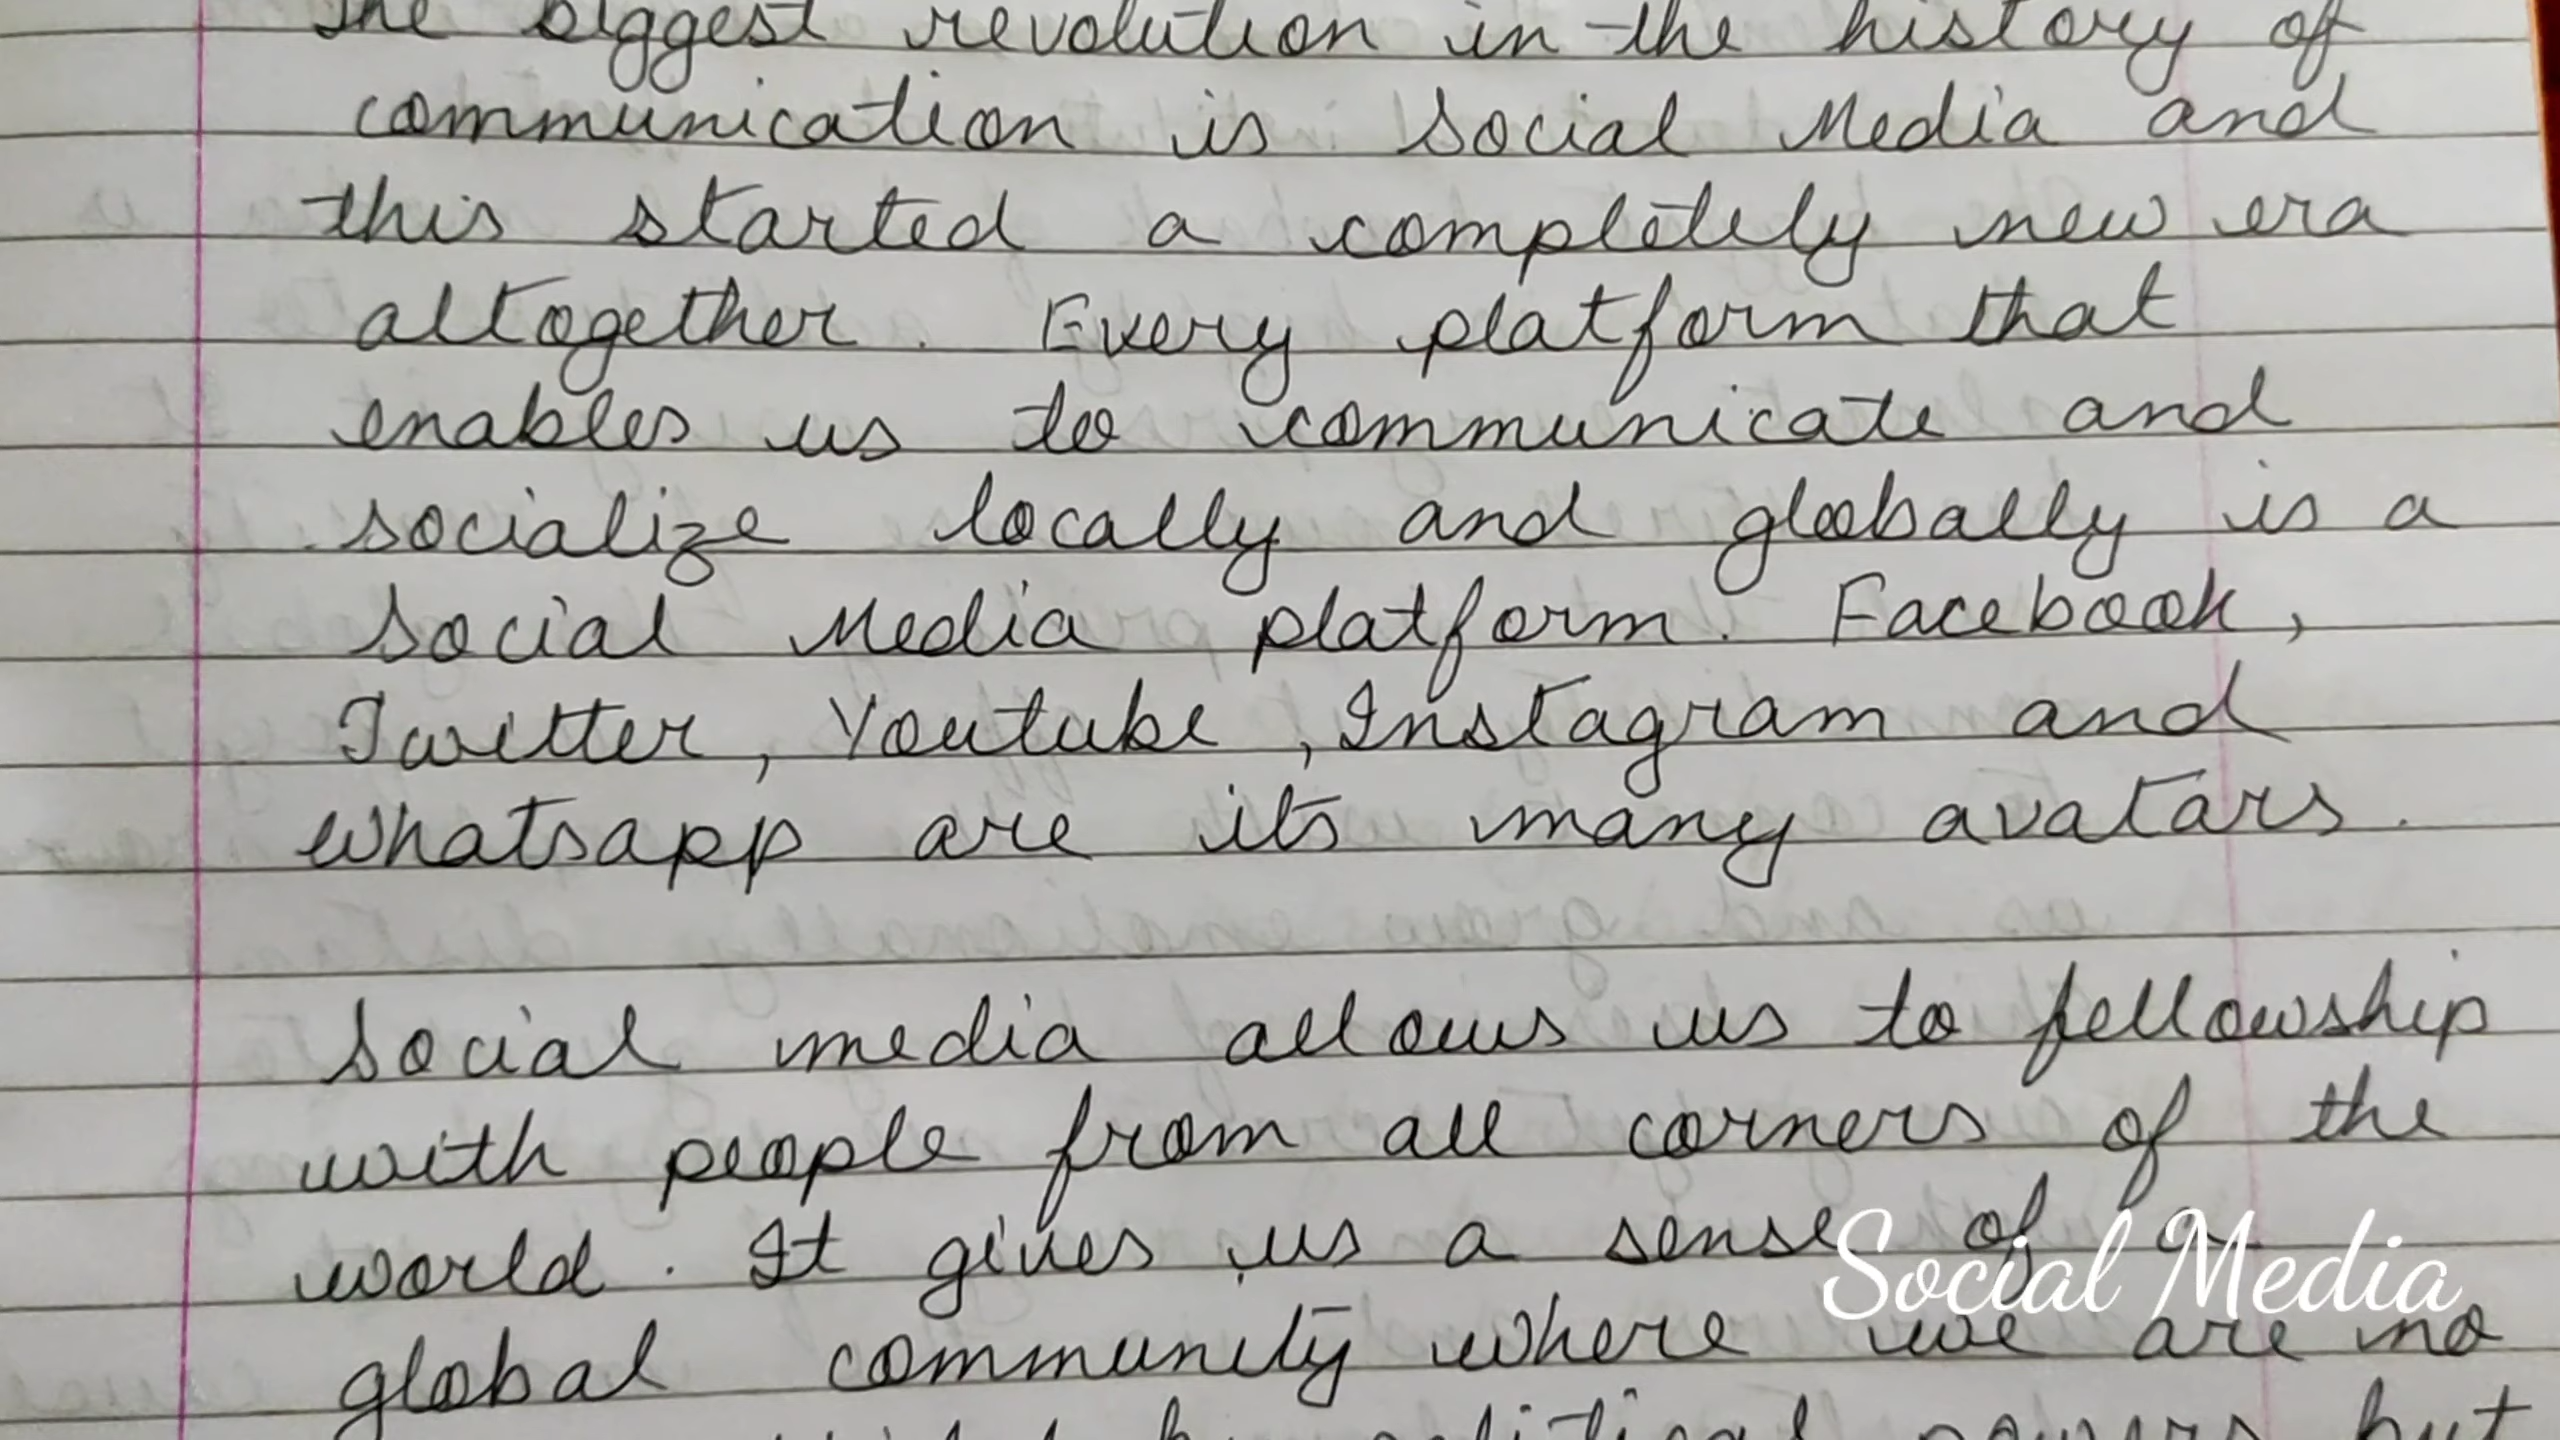 The biggest revolution in the history of
communication is social Media and
this started a completely new era
altogether. Every platform that
enables us to communicate and
socialize locally and globally is a
social Media platform. Facebook,
Twitter, Youtube, Instagram and
whatsapp are its many avatars.
social media allows us to fellowship
with people from all corners of the
world. It gives us a sense of a
global community where we are no
political powers but
Social Media